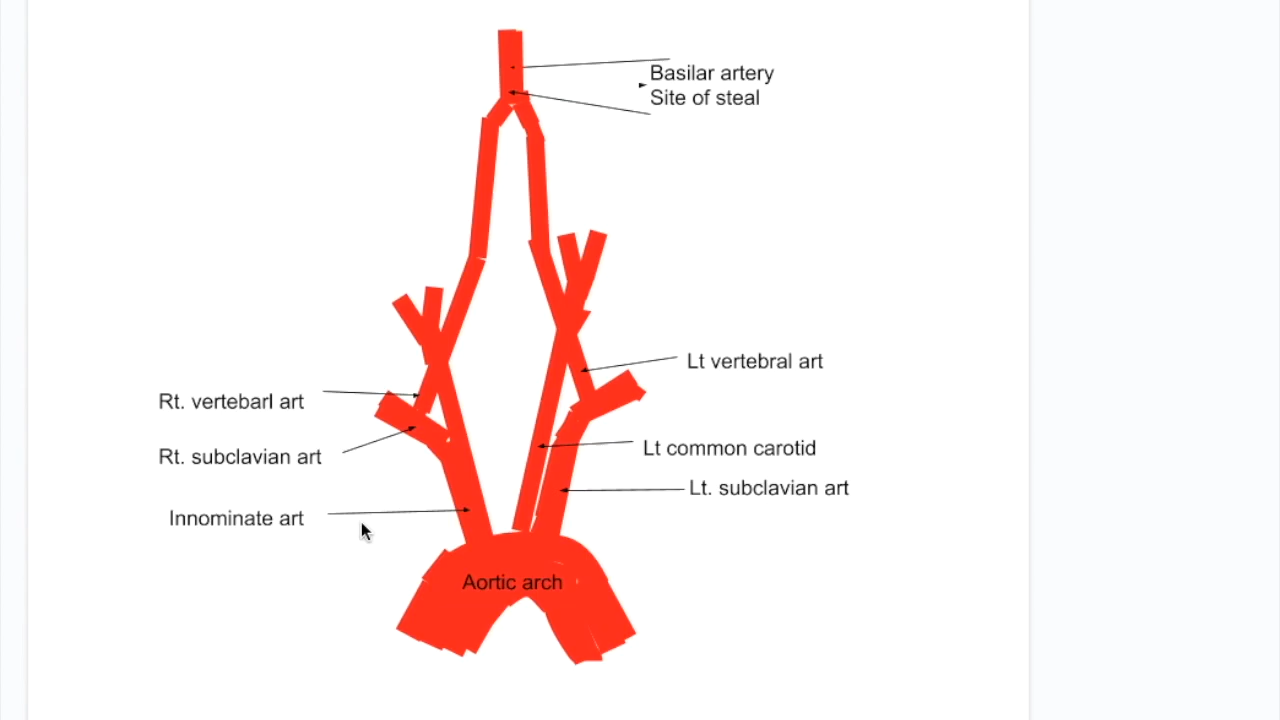 Basilar artery
Site of steal
Lt vertebral art
Rt. vertebarl art
Lt common carotid
Rt. subclavian art
Lt. subclavian art
Innominate art
Aortic arch